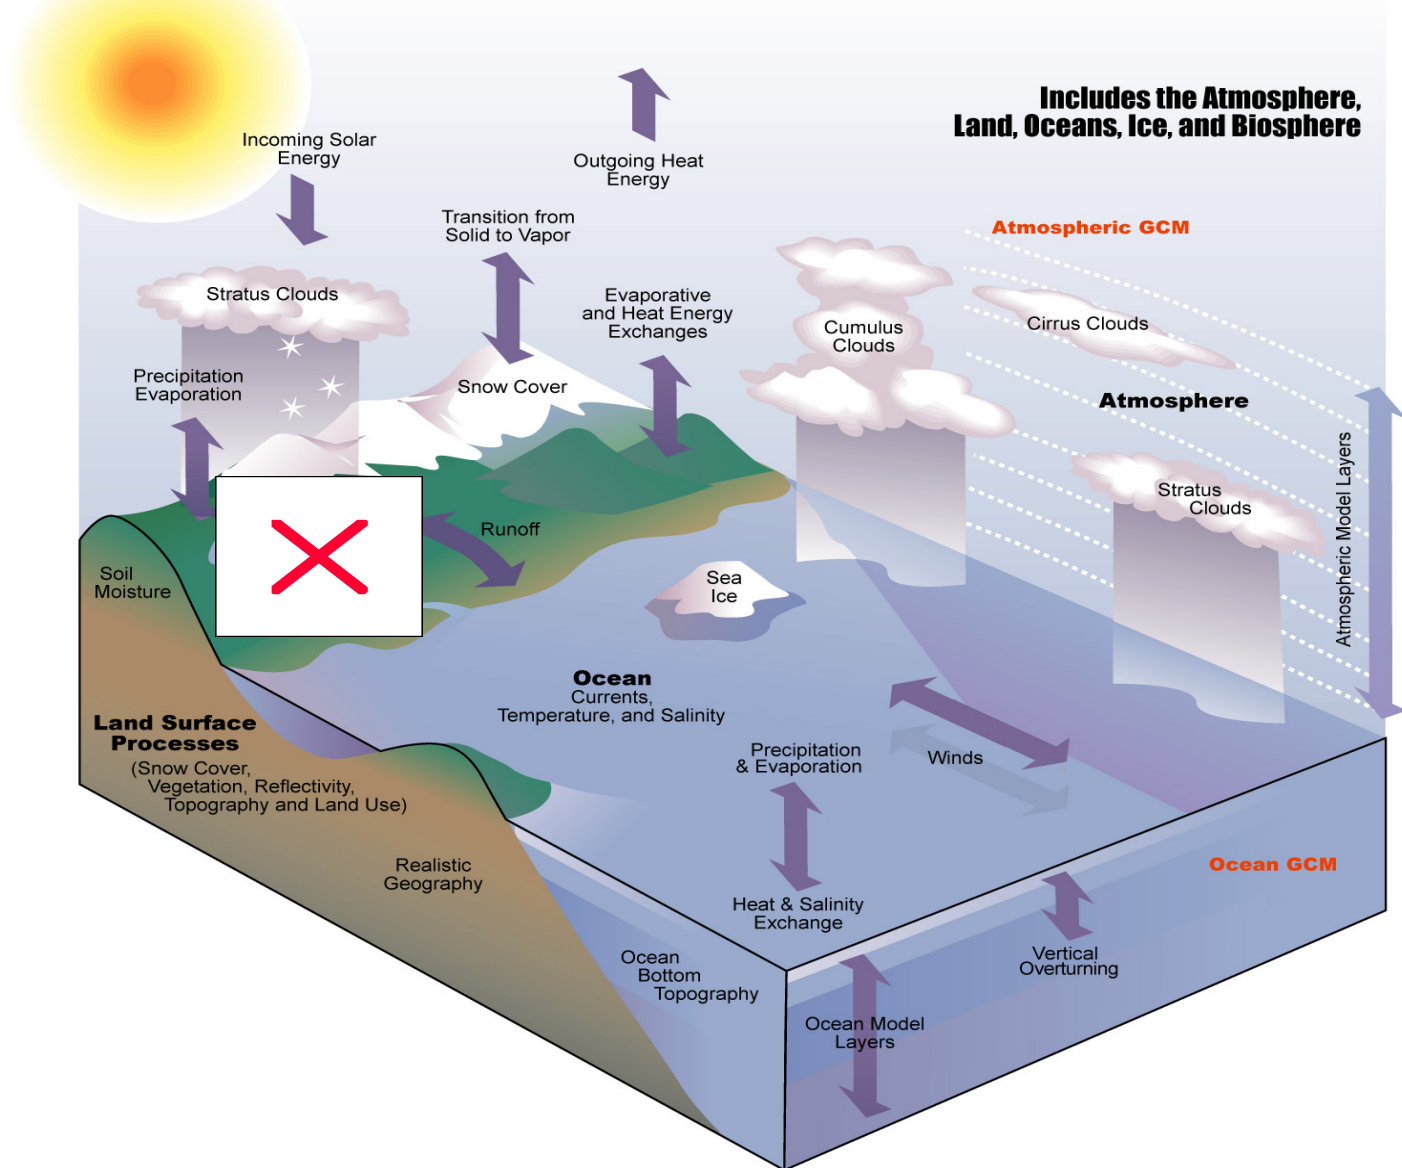 Includes the Atmosphere,
Land, Oceans, Ice, and Biosphere
Incoming Solar
Energy
Outgoing Heat
Energy
Transition from
Solid to Vapor
Atmospheric GCM
Stratus Clouds
Evaporative
and Heat Energy
Exchanges
Cumulus
Clouds
Cirrus Clouds
Precipitation
Evaporation
Snow Cover
Atmosphere
Atmospheric Model Layers
Stratus
Clouds
Runoff
Soil
Moisture
Sea
Ice
Ocean
Currents,
Temperature, and Salinity
Land Surface
Processes
(Snow Cover,
Vegetation, Reflectivity,
Topography and Land Use)
Precipitation
& Evaporation
Winds
Realistic
Geography
Ocean GCM
Heat & Salinity
Exchange
Ocean
Bottom
Topography
Vertical
Overturning
Ocean Model
Layers